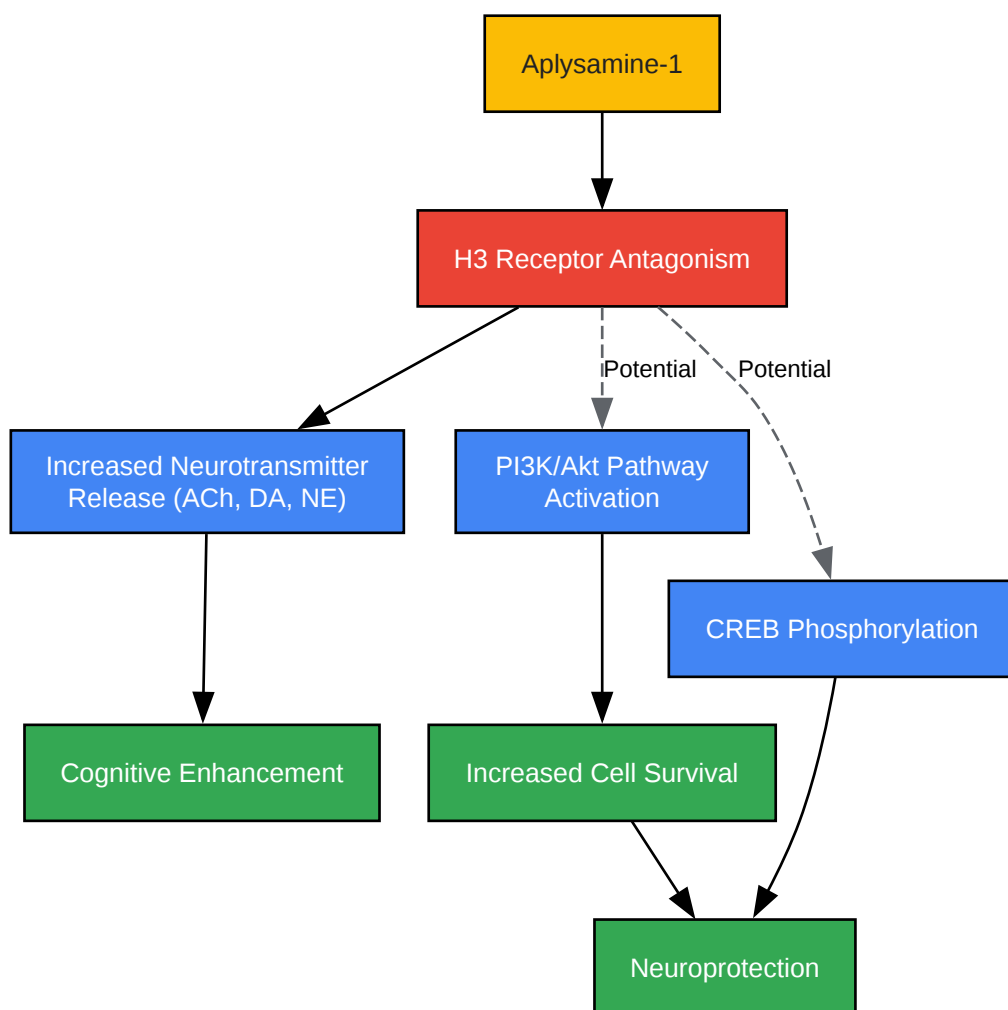 Aplysamine-1
H3 Receptor Antagonism
Potential
Potential
Increased Neurotransmitter
Release (ACh, DA, NE)
PI3K/Akt Pathway
Activation
CREB Phosphorylation
Cognitive Enhancement
Increased Cell Survival
Neuroprotection